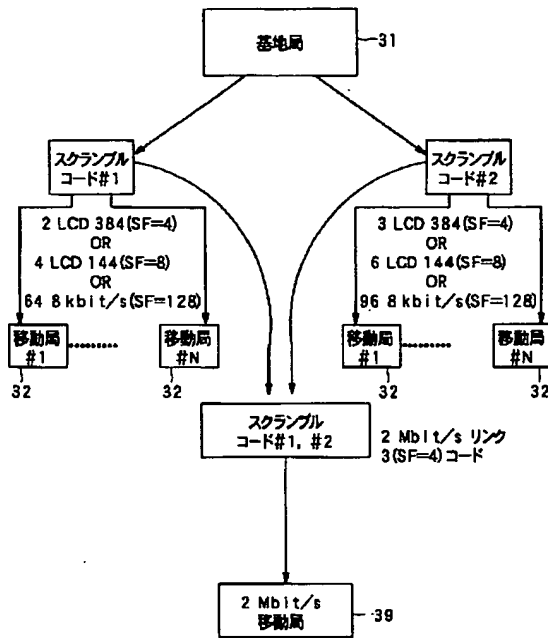 基地局
31
スクランブル
コード#1
スクランブル
コード#2
2 LCD 384(SF=4)
OR
4 LCD 144(SF=8)
OR
64 8 kbit/s(SF=128)
3 LCD 384(SF=4)
OR
6 LCD 144(SF=8)
OR
96 8 kbit/s(SF=128)
移動局
#1
移動局
#N
移動局
#1
移動局
#N
32
32
32
32
スクランブル
コード#1, #2
2 Mbit/s リンク
3(SF=4)コード
2 Mbit/s
移動局
39